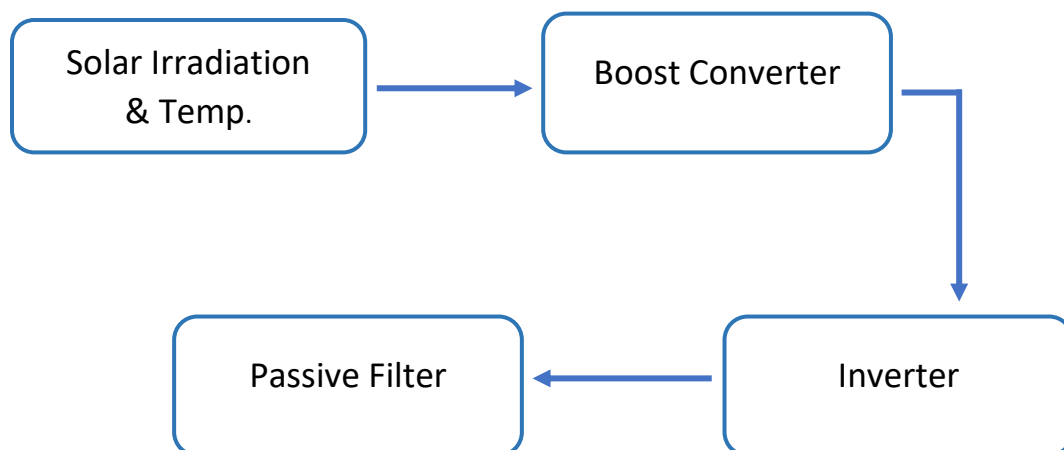 Solar Irradiation
& Temp.
Boost Converter
Inverter
Passive Filter